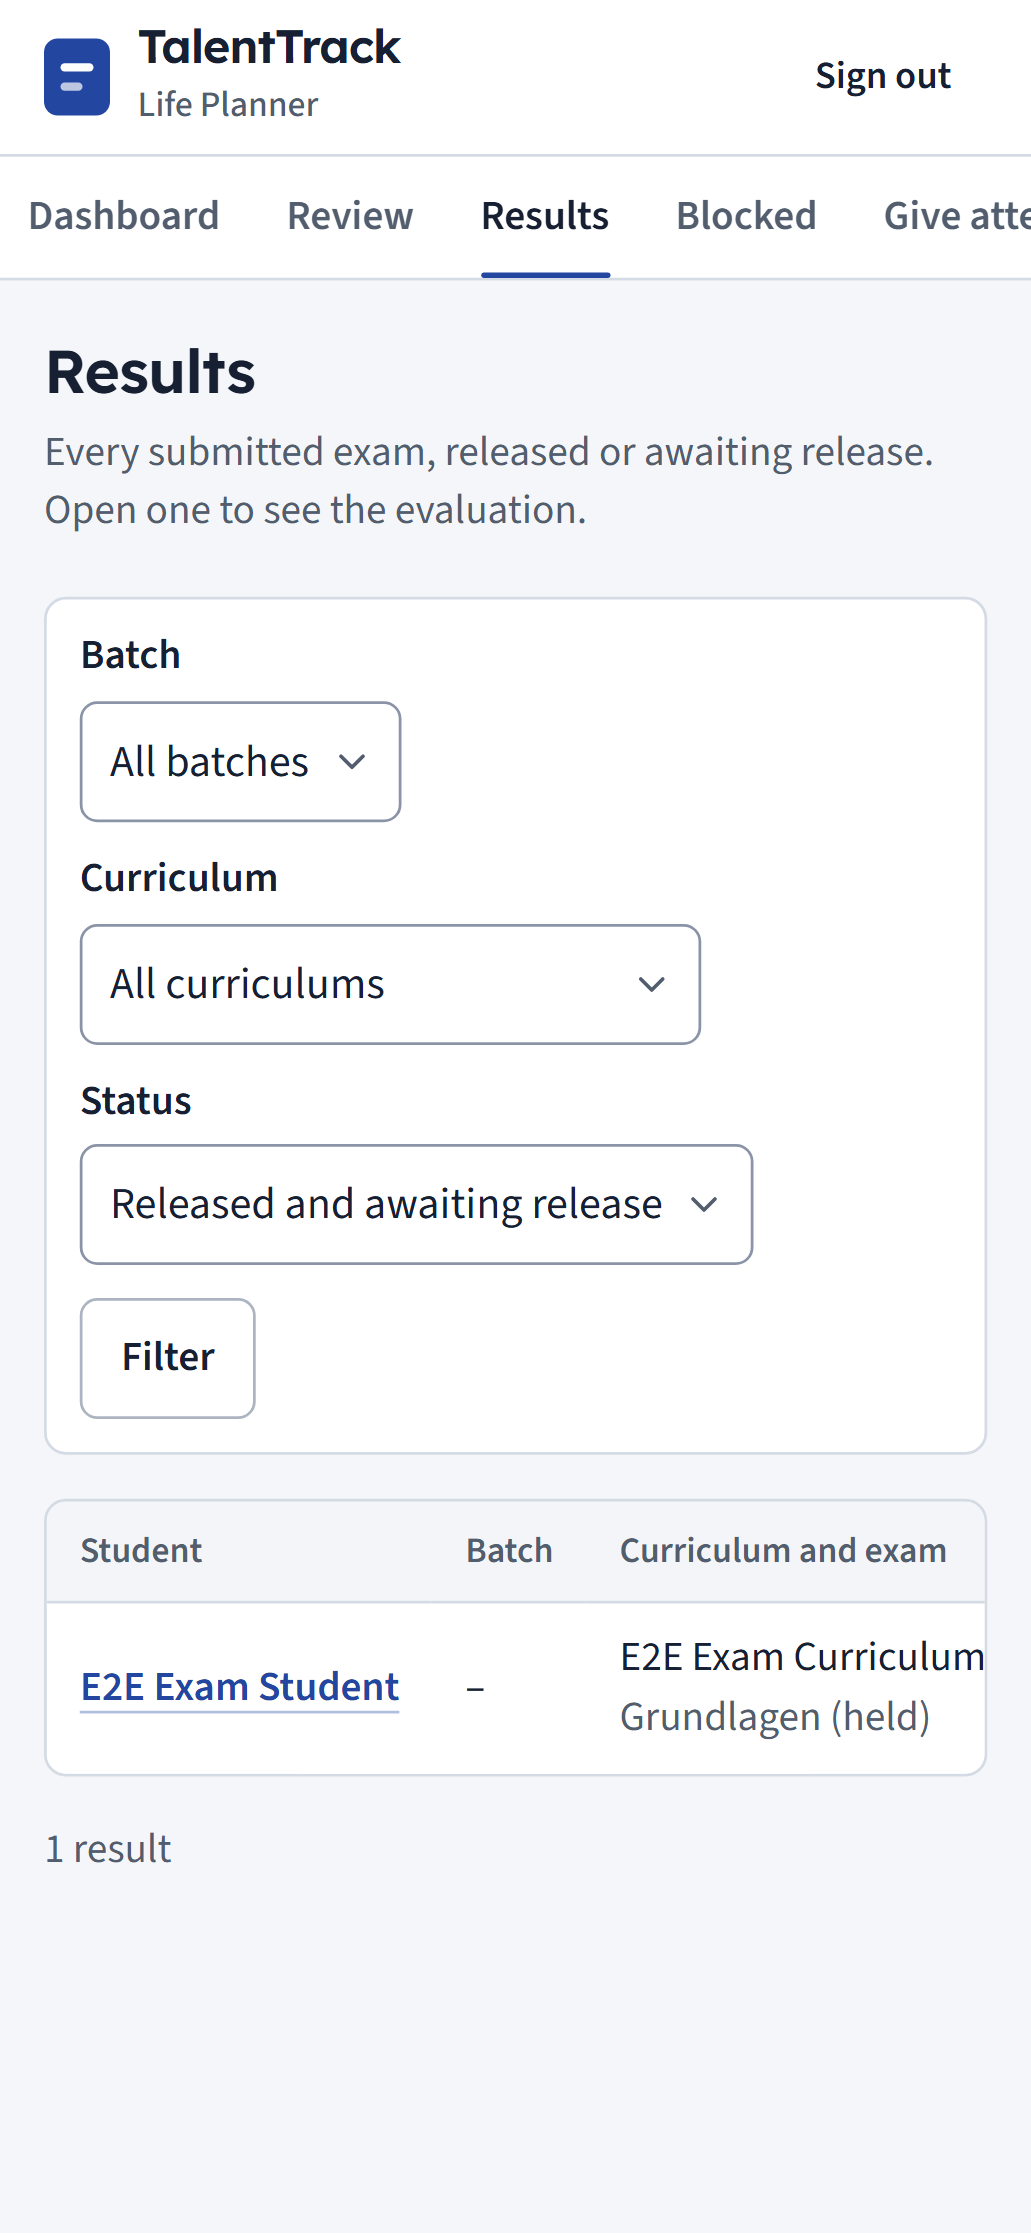 TalentTrack
Life Planner
Sign out
Dashboard Review Results Blocked Give atte
Results
Every submitted exam, released or awaiting release.
Open one to see the evaluation.
Batch
All batches
Curriculum
All curriculums
Status
Released and awaiting release
Filter
Student Batch Curriculum and exam
E2E Exam Student – E2E Exam Curriculum
Grundlagen (held)
1 result